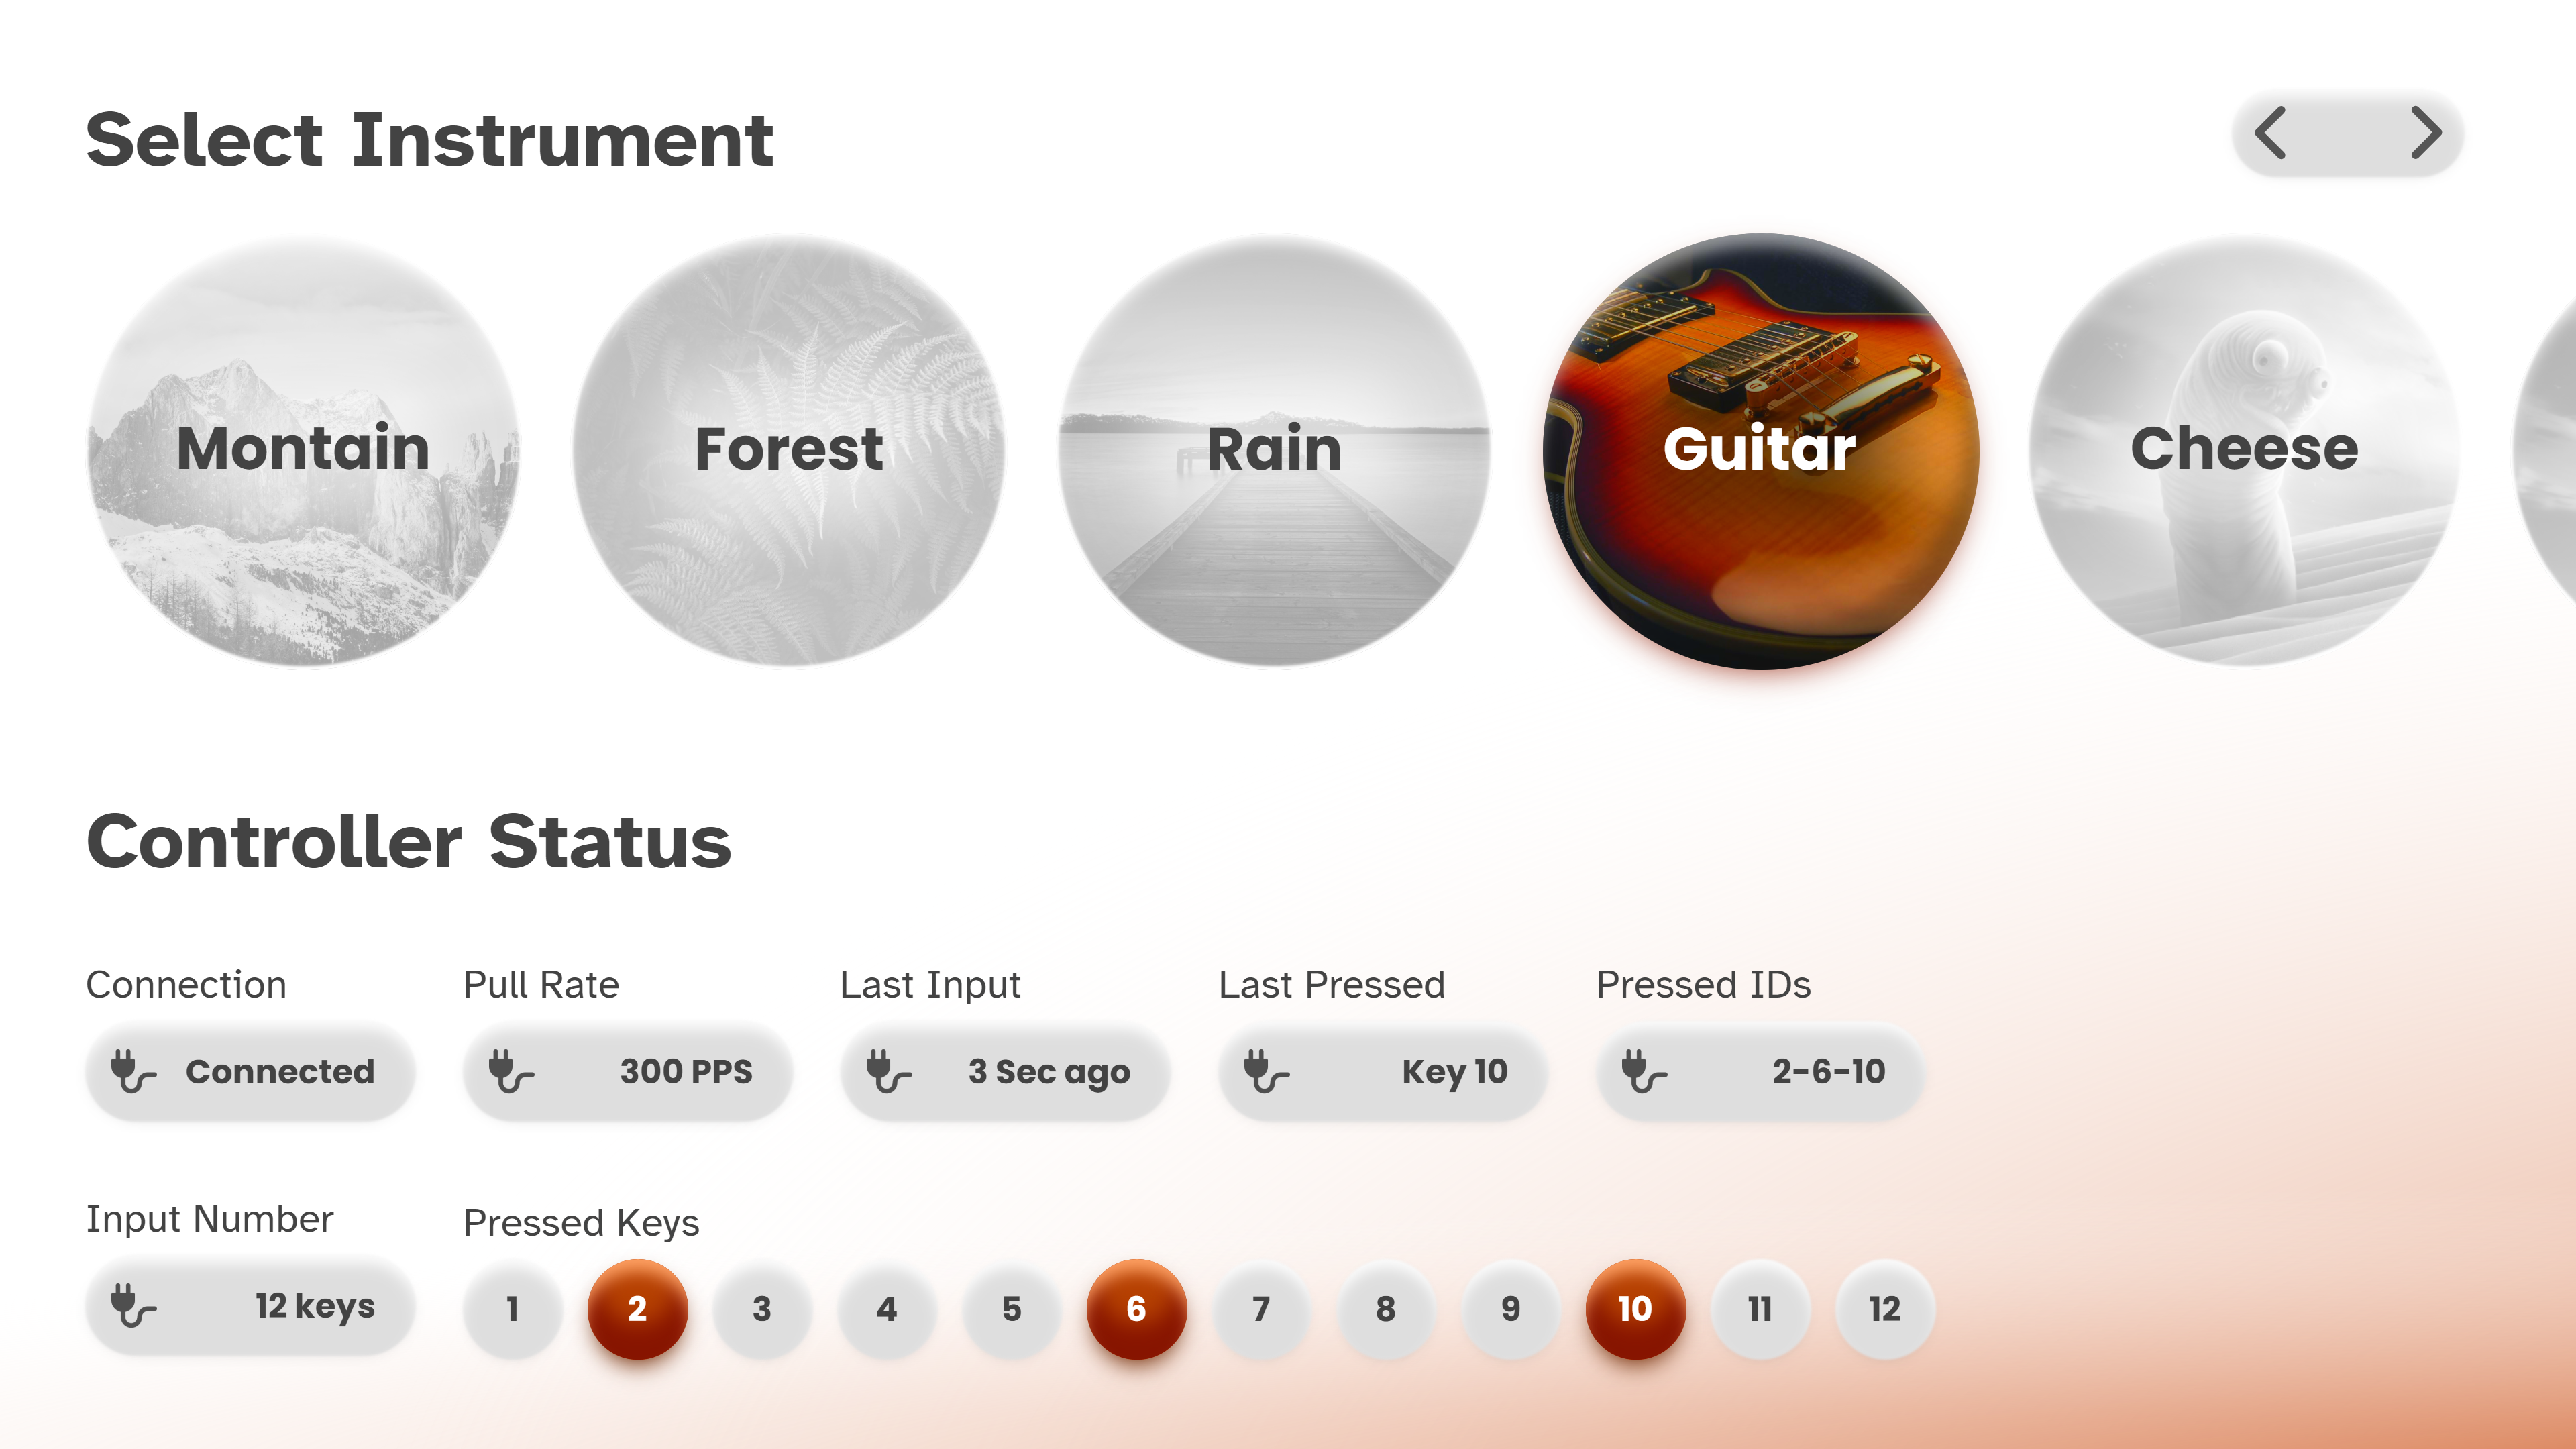 Select Instrument
Montain
Forest
Rain
Guitar
Cheese
Controller Status
Connection
Pull Rate
Last Input
Last Pressed
Pressed IDs
Connected
300 PPS
3 Sec ago
Key 10
2-6-10
Input Number
Pressed Keys
12 keys
1
2
3
4
5
6
7
8
9
10
11
12